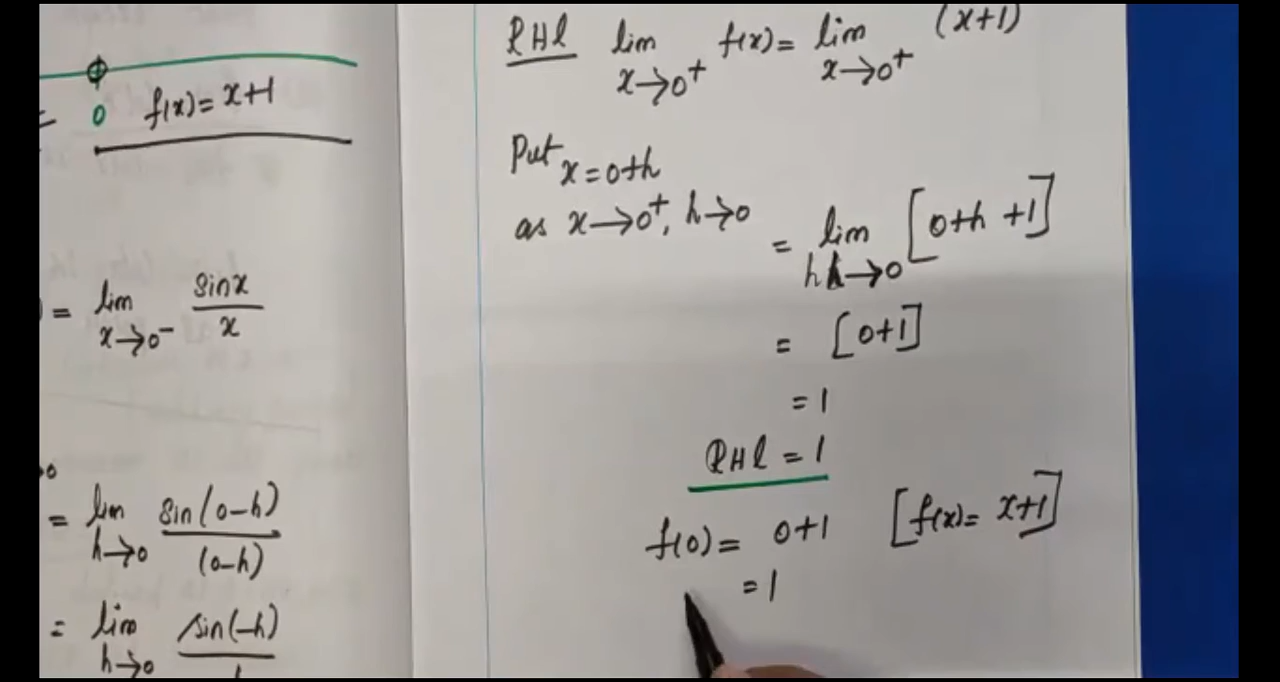 0 f(x) = x+1
= lim x→0⁻ sinx/x
= lim h→0 sin(0-h)/(0-h)
= lim h→0 sin(-h)
RHL lim x→0⁺ f(x) = lim x→0⁺ (x+1)
Put x = 0+h
as x→0⁺, h→0
= lim h→0 [0+h+1]
= [0+1]
= 1
RHL = 1
f(0) = 0+1 [f(x) = x+1]
= 1